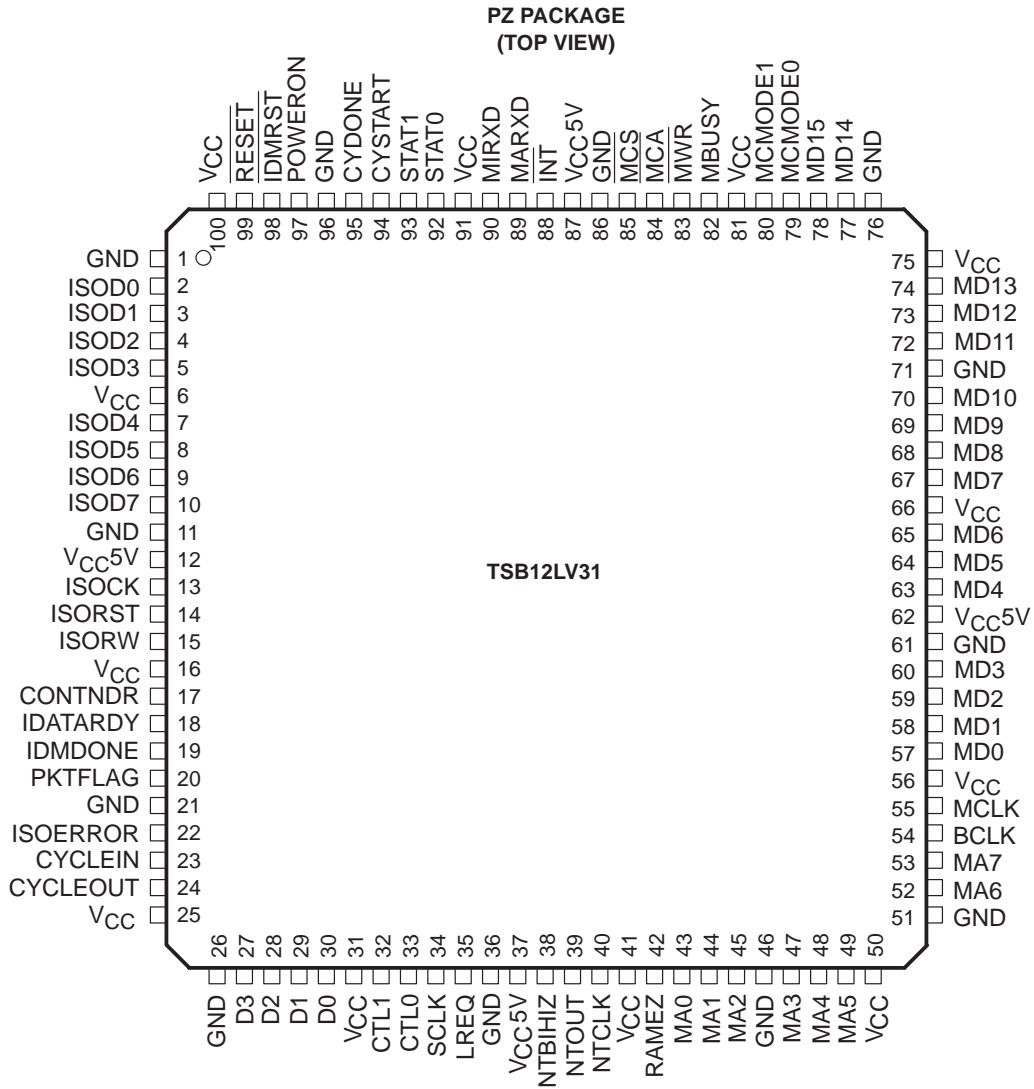 PZ PACKAGE
(TOP VIEW)
VCC
RESET
IDMRST
POWERON
GND
CYDONE
CYSTART
STAT1
STAT0
VCC
MIRXD
MARXD
INT
VCC5V
GND
MCS
MCA
MWR
MBUSY
VCC
MCMODE1
MCMODE0
MD15
MD14
GND
100
99
98
97
96
95
94
93
92
91
90
89
88
87
86
85
84
83
82
81
80
79
78
77
76
GND 1
ISOD0 2
ISOD1 3
ISOD2 4
ISOD3 5
VCC 6
ISOD4 7
ISOD5 8
ISOD6 9
ISOD7 10
GND 11
VCC5V 12
ISOCK 13
ISORST 14
ISORW 15
VCC 16
CONTNDR 17
IDATARDY 18
IDMDONE 19
PKTFLAG 20
GND 21
ISOERROR 22
CYCLEIN 23
CYCLEOUT 24
VCC 25
TSB12LV31
75 VCC
74 MD13
73 MD12
72 MD11
71 GND
70 MD10
69 MD9
68 MD8
67 MD7
66 VCC
65 MD6
64 MD5
63 MD4
62 VCC5V
61 GND
60 MD3
59 MD2
58 MD1
57 MD0
56 VCC
55 MCLK
54 BCLK
53 MA7
52 MA6
51 GND
26
27
28
29
30
31
32
33
34
35
36
37
38
39
40
41
42
43
44
45
46
47
48
49
50
GND
D3
D2
D1
D0
VCC
CTL1
CTL0
SCLK
LREQ
GND
VCC5V
NTBIHIZ
NTOUT
NTCLK
VCC
RAMEZ
MA0
MA1
MA2
GND
MA3
MA4
MA5
VCC